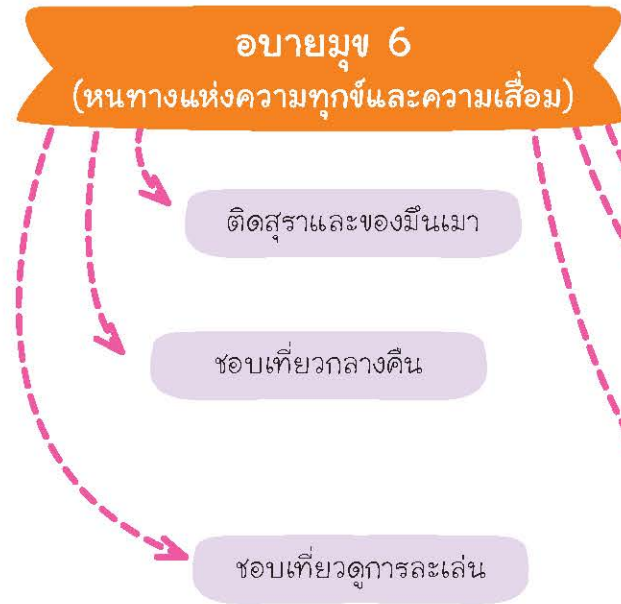 อบายมุข 6
(หนทางแห่งความทุกข์และความเสื่อม)
ติดสุราและของมึนเมา
ชอบเที่ยวกลางคืน
ชอบเที่ยวดูการละเล่น